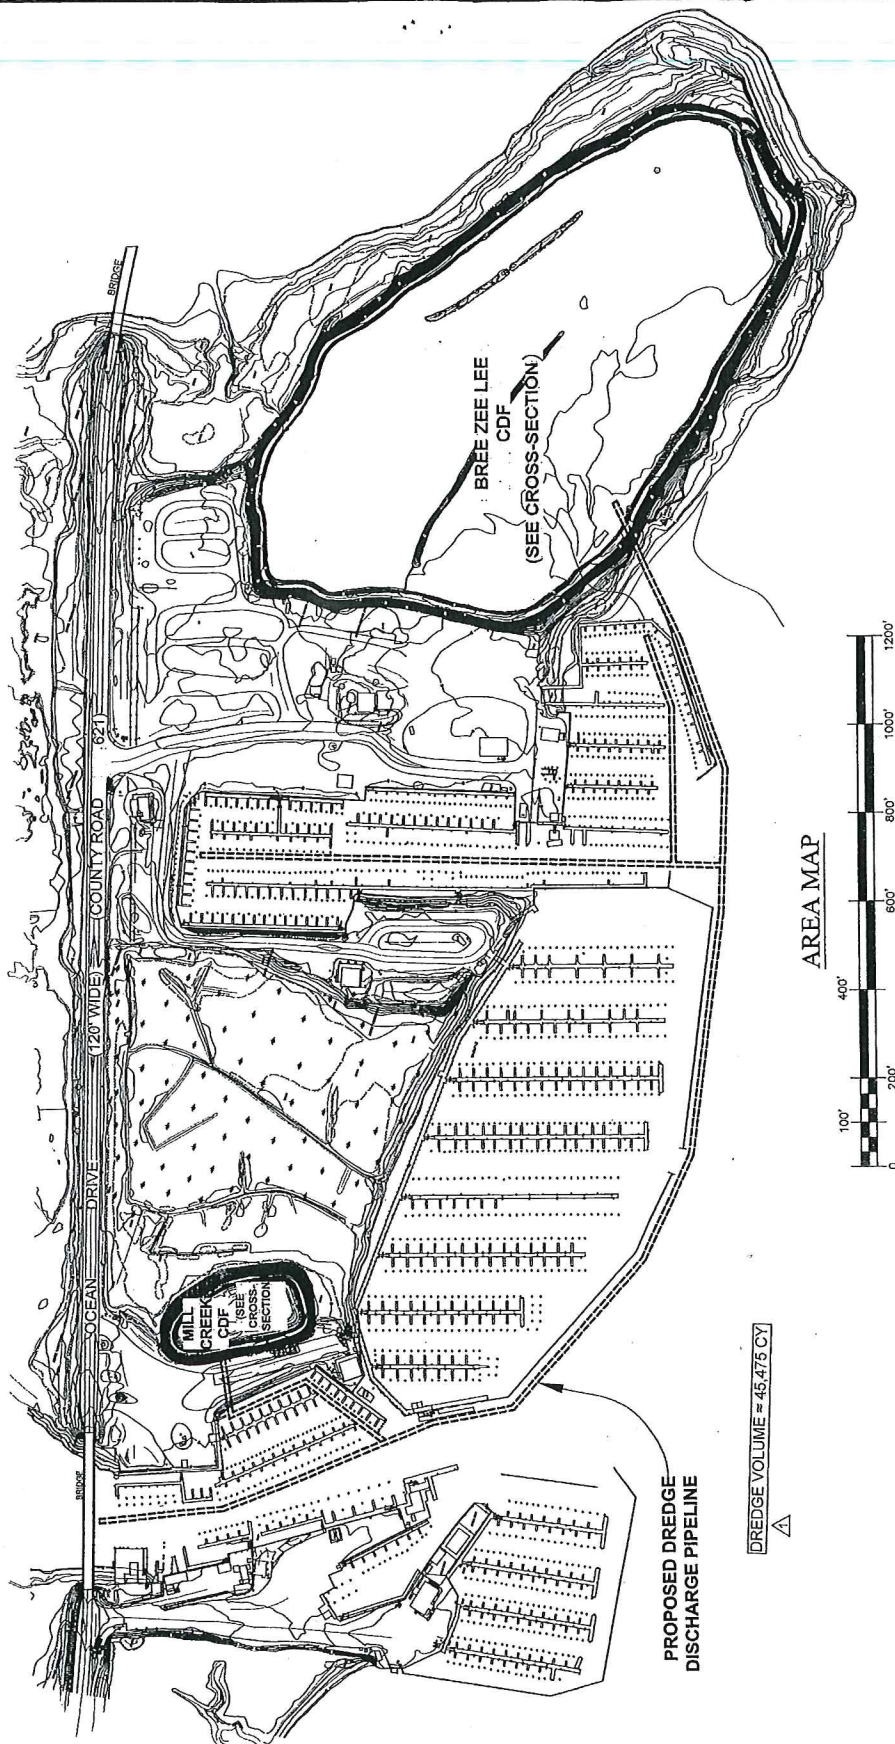 BRIDGE
OCEAN
DRIVE
(120' WIDE)
(COUNTY ROAD
621)
BRIDGE
MILL
CREEK
CDF
(SEE
CROSS-
SECTION)
BREE ZEE LEE
CDF
(SEE CROSS-SECTION)
PROPOSED DREDGE
DISCHARGE PIPELINE
DREDGE VOLUME = 45,475 CY
1
AREA MAP
0
100'
200'
400'
600'
800'
1000'
1200'